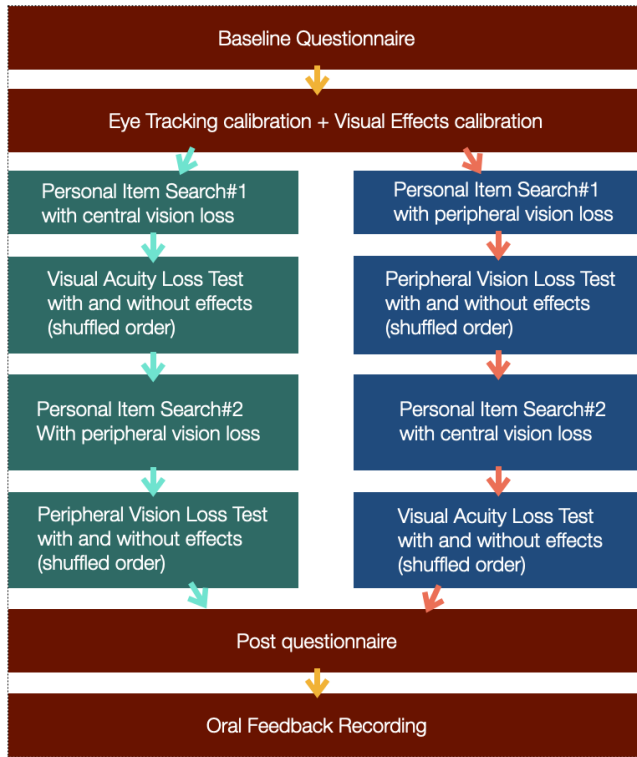 Baseline Questionnaire
Eye Tracking calibration + Visual Effects calibration
Personal Item Search#1
with central vision loss
Visual Acuity Loss Test
with and without effects
(shuffled order)
Personal Item Search#2
With peripheral vision loss
Peripheral Vision Loss Test
with and without effects
(shuffled order)
Personal Item Search#1
with peripheral vision loss
Peripheral Vision Loss Test
with and without effects
(shuffled order)
Personal Item Search#2
with central vision loss
Visual Acuity Loss Test
with and without effects
(shuffled order)
Post questionnaire
Oral Feedback Recording